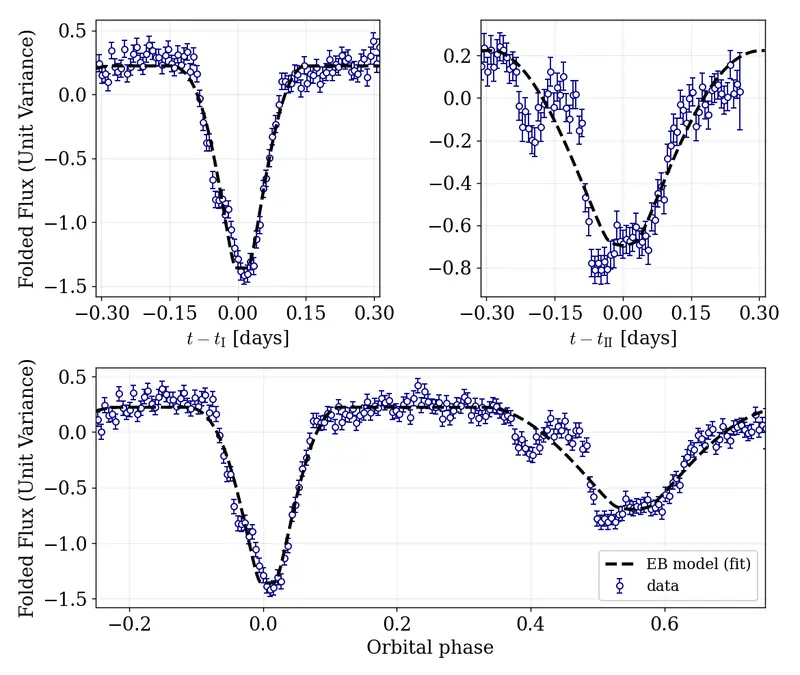 Folded Flux (Unit Variance)
0.5
0.0
−0.5
−1.0
−1.5
−0.30 −0.15 0.00 0.15 0.30
t − tI [days]
0.2
0.0
−0.2
−0.4
−0.6
−0.8
−0.30 −0.15 0.00 0.15 0.30
t − tII [days]
Folded Flux (Unit Variance)
0.5
0.0
−0.5
−1.0
−1.5
−0.2 0.0 0.2 0.4 0.6
Orbital phase
EB model (fit)
data